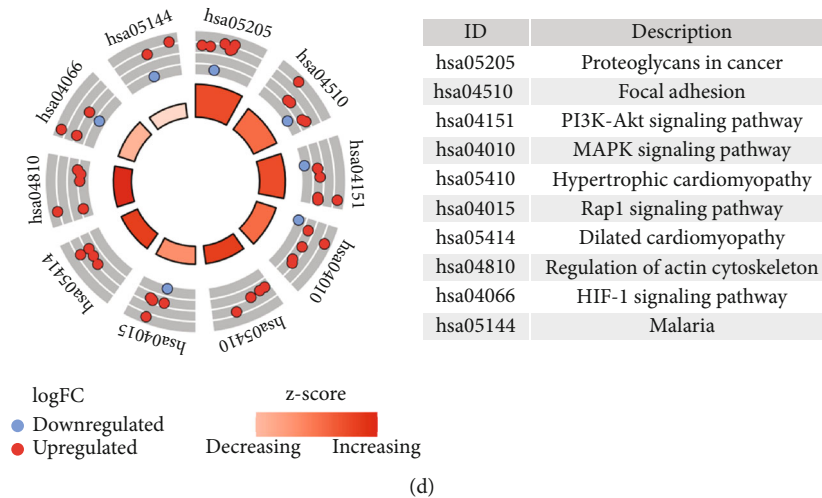 hsa05205
hsa04510
hsa04151
hsa04010
hsa05410
hsa04015
hsa05414
hsa04810
hsa04066
hsa05144
ID Description
hsa05205 Proteoglycans in cancer
hsa04510 Focal adhesion
hsa04151 PI3K-Akt signaling pathway
hsa04010 MAPK signaling pathway
hsa05410 Hypertrophic cardiomyopathy
hsa04015 Rap1 signaling pathway
hsa05414 Dilated cardiomyopathy
hsa04810 Regulation of actin cytoskeleton
hsa04066 HIF-1 signaling pathway
hsa05144 Malaria
logFC
Downregulated
Upregulated
z-score
Decreasing Increasing
(d)